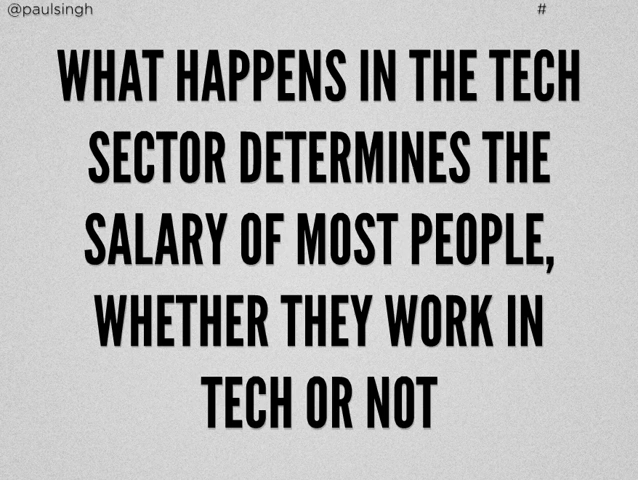 @paulsingh #
WHAT HAPPENS IN THE TECH
SECTOR DETERMINES THE
SALARY OF MOST PEOPLE,
WHETHER THEY WORK IN
TECH OR NOT